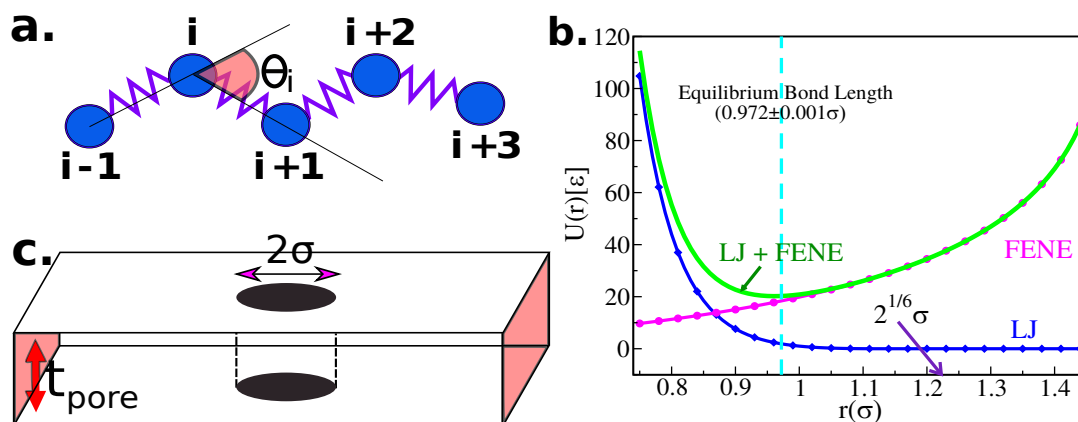 a.
i
i+2
θi
i-1
i+1
i+3
b.
120
100
80
60
40
20
0
U(r)[ε]
Equilibrium Bond Length
(0.972±0.001σ)
LJ + FENE
FENE
2^1/6 σ
LJ
0.8
0.9
1
1.1
1.2
1.3
1.4
r(σ)
c.
2σ
tpore